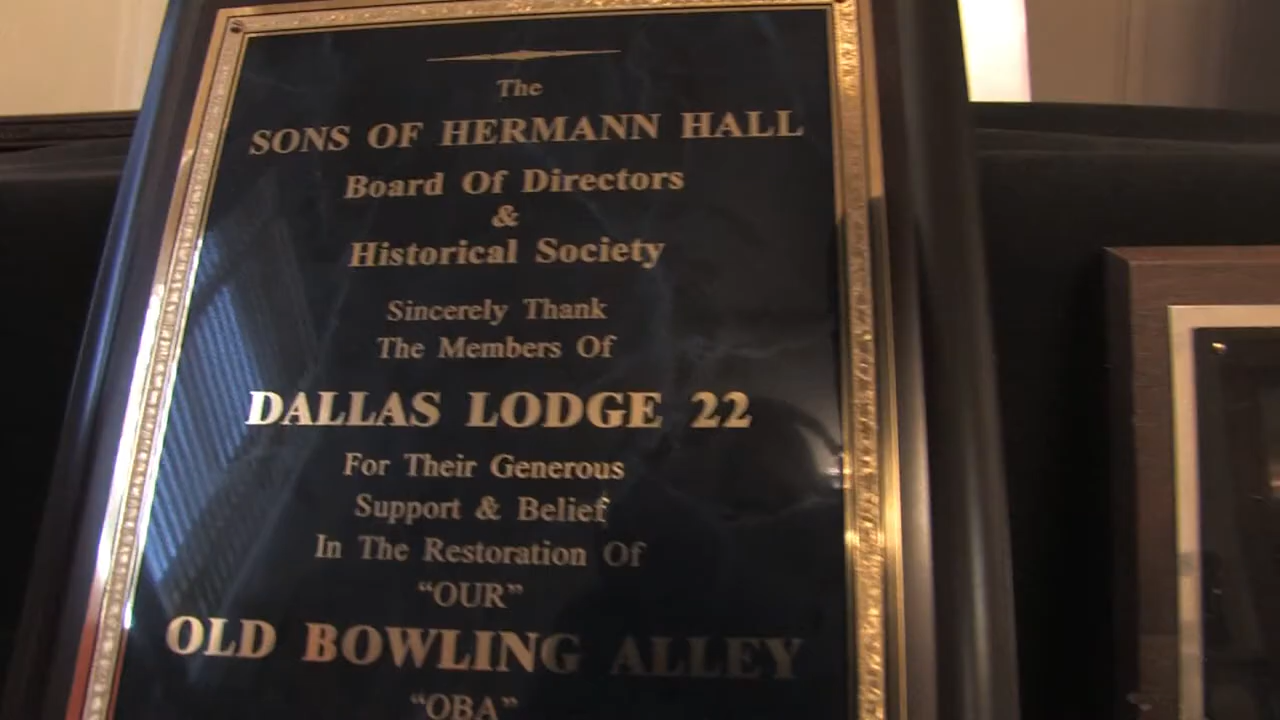 The
SONS OF HERMANN HALL
Board Of Directors
&
Historical Society
Sincerely Thank
The Members Of
DALLAS LODGE 22
For Their Generous
Support & Belief
In The Restoration Of
“OUR”
OLD BOWLING ALLEY
“OBA”